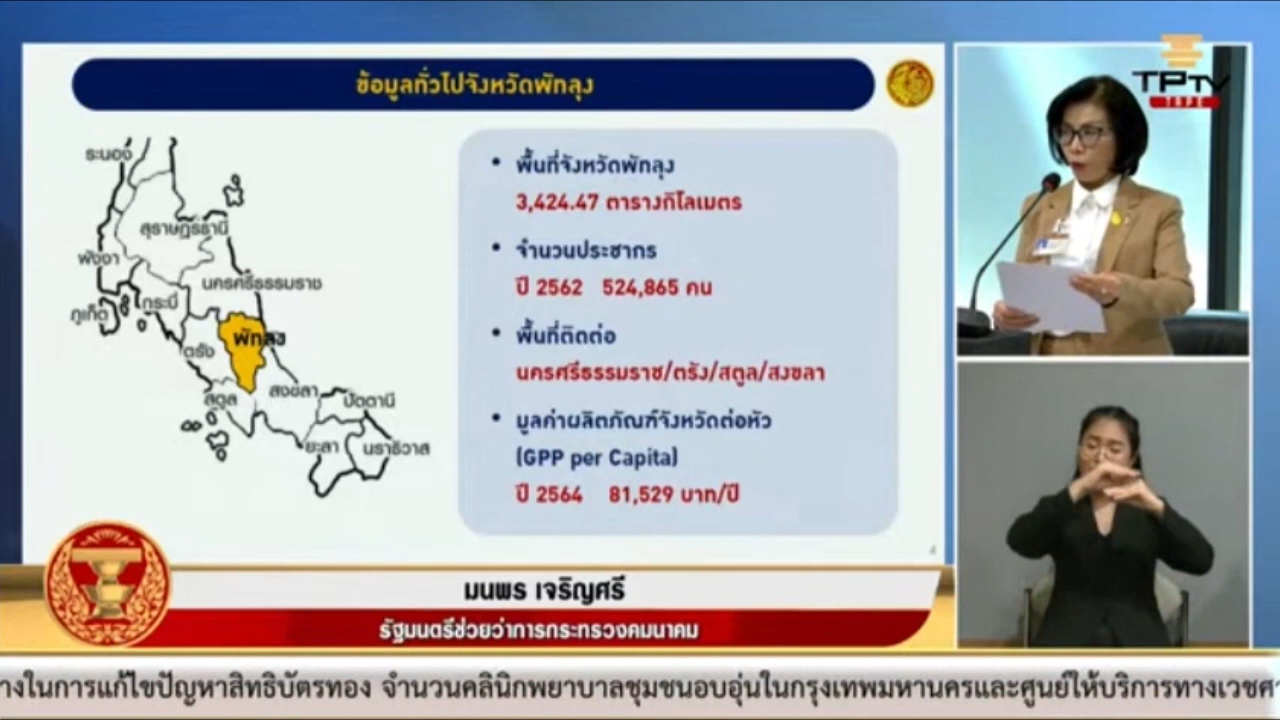 ข้อมูลทั่วไปจังหวัดพัทลุง
TPTV
ระนอง
สุราษฎร์ธานี
พังงา
นครศรีธรรมราช
กระบี่
ภูเก็ต
พัทลุง
ตรัง
สงขลา
สตูล
ปัตตานี
ยะลา
นราธิวาส
• พื้นที่จังหวัดพัทลุง
3,424.47 ตารางกิโลเมตร
• จำนวนประชากร
ปี 2562 524,865 คน
• พื้นที่ติดต่อ
นครศรีธรรมราช/ตรัง/สตูล/สงขลา
• มูลค่าผลิตภัณฑ์จังหวัดต่อหัว
(GPP per Capita)
ปี 2564 81,529 บาท/ปี
4
มนพร เจริญศรี
รัฐมนตรีช่วยว่าการกระทรวงคมนาคม
างในการแก้ไขปัญหาสิทธิบัตรทอง จำนวนคลินิกพยาบาลชุมชนอบอุ่นในกรุงเทพมหานครและศูนย์ให้บริการทางเวชศา